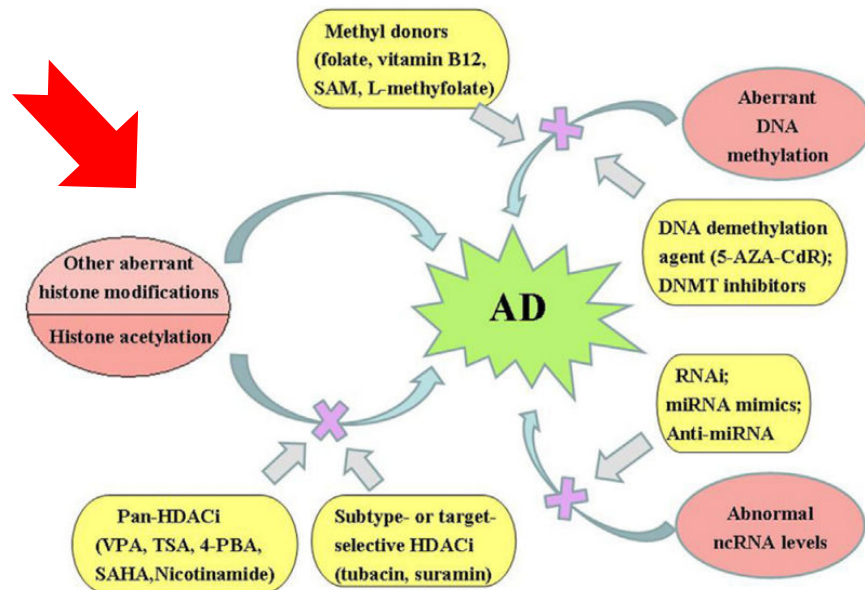 Methyl donors
(folate, vitamin B12,
SAM, L-methyfolate)
Aberrant
DNA
methylation
Other aberrant
histone modifications
Histone acetylation
AD
DNA demethylation
agent (5-AZA-CdR);
DNMT inhibitors
RNAi;
miRNA mimics;
Anti-miRNA
Pan-HDACi
(VPA, TSA, 4-PBA,
SAHA,Nicotinamide)
Subtype- or target-
selective HDACi
(tubacin, suramin)
Abnormal
ncRNA levels